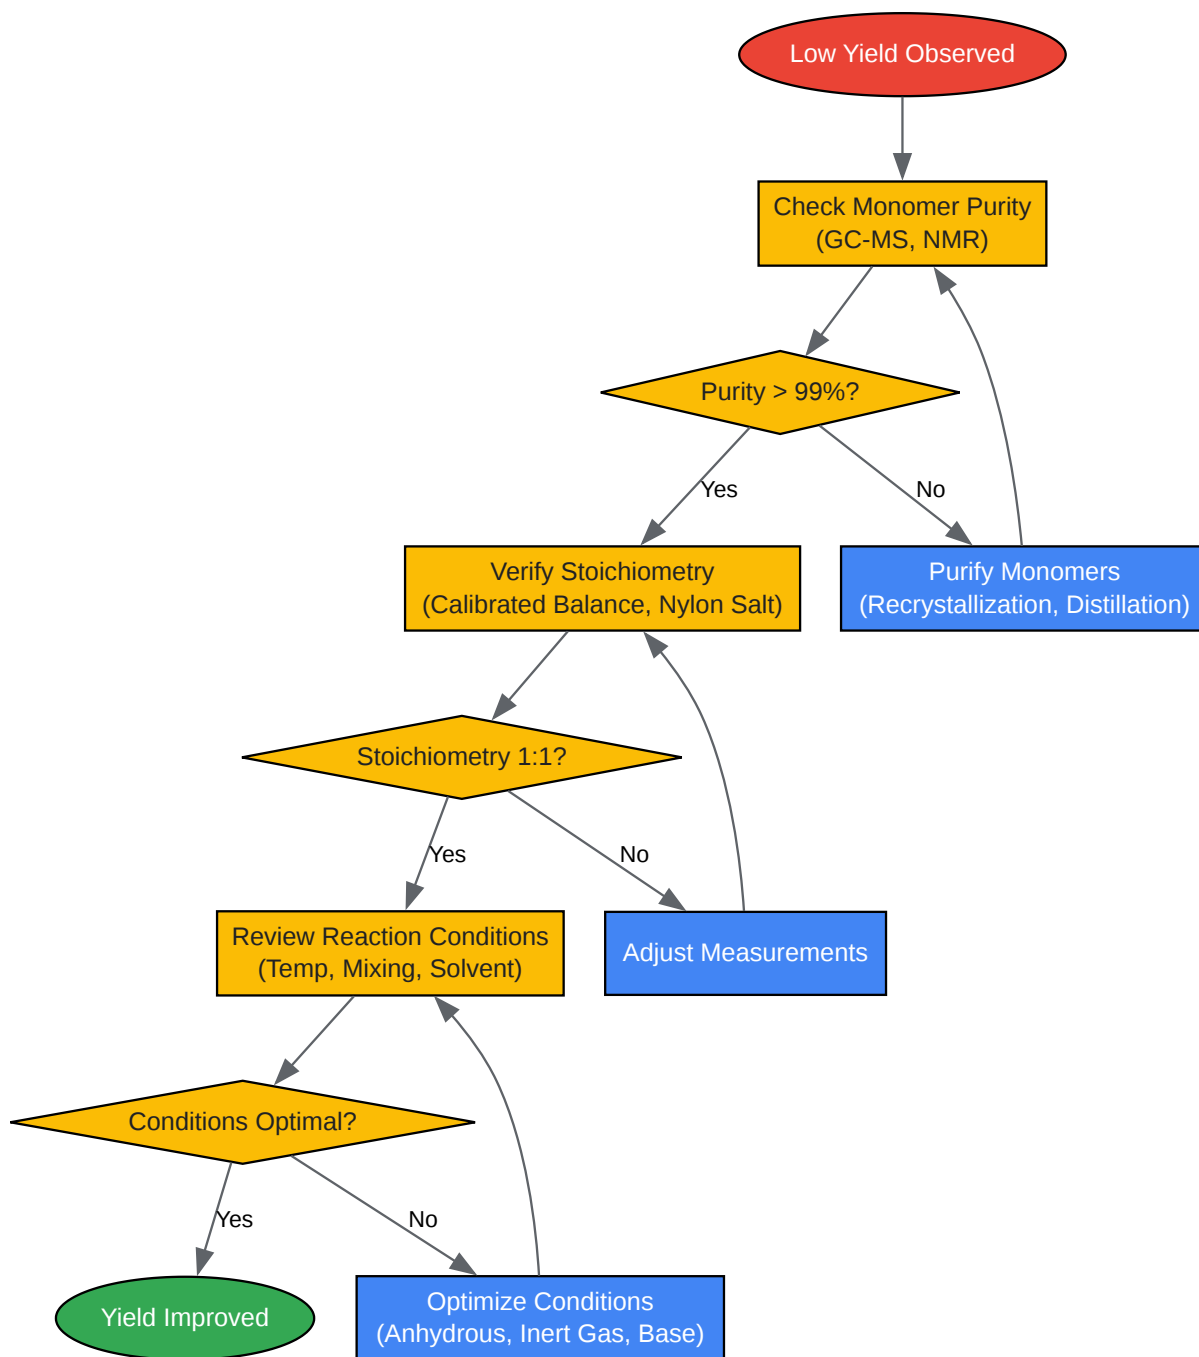 Low Yield Observed
Check Monomer Purity
(GC-MS, NMR)
Purity > 99%?
Yes
No
Verify Stoichiometry
(Calibrated Balance, Nylon Salt)
Purify Monomers
(Recrystallization, Distillation)
Stoichiometry 1:1?
Yes
No
Review Reaction Conditions
(Temp, Mixing, Solvent)
Adjust Measurements
Conditions Optimal?
Yes
No
Yield Improved
Optimize Conditions
(Anhydrous, Inert Gas, Base)